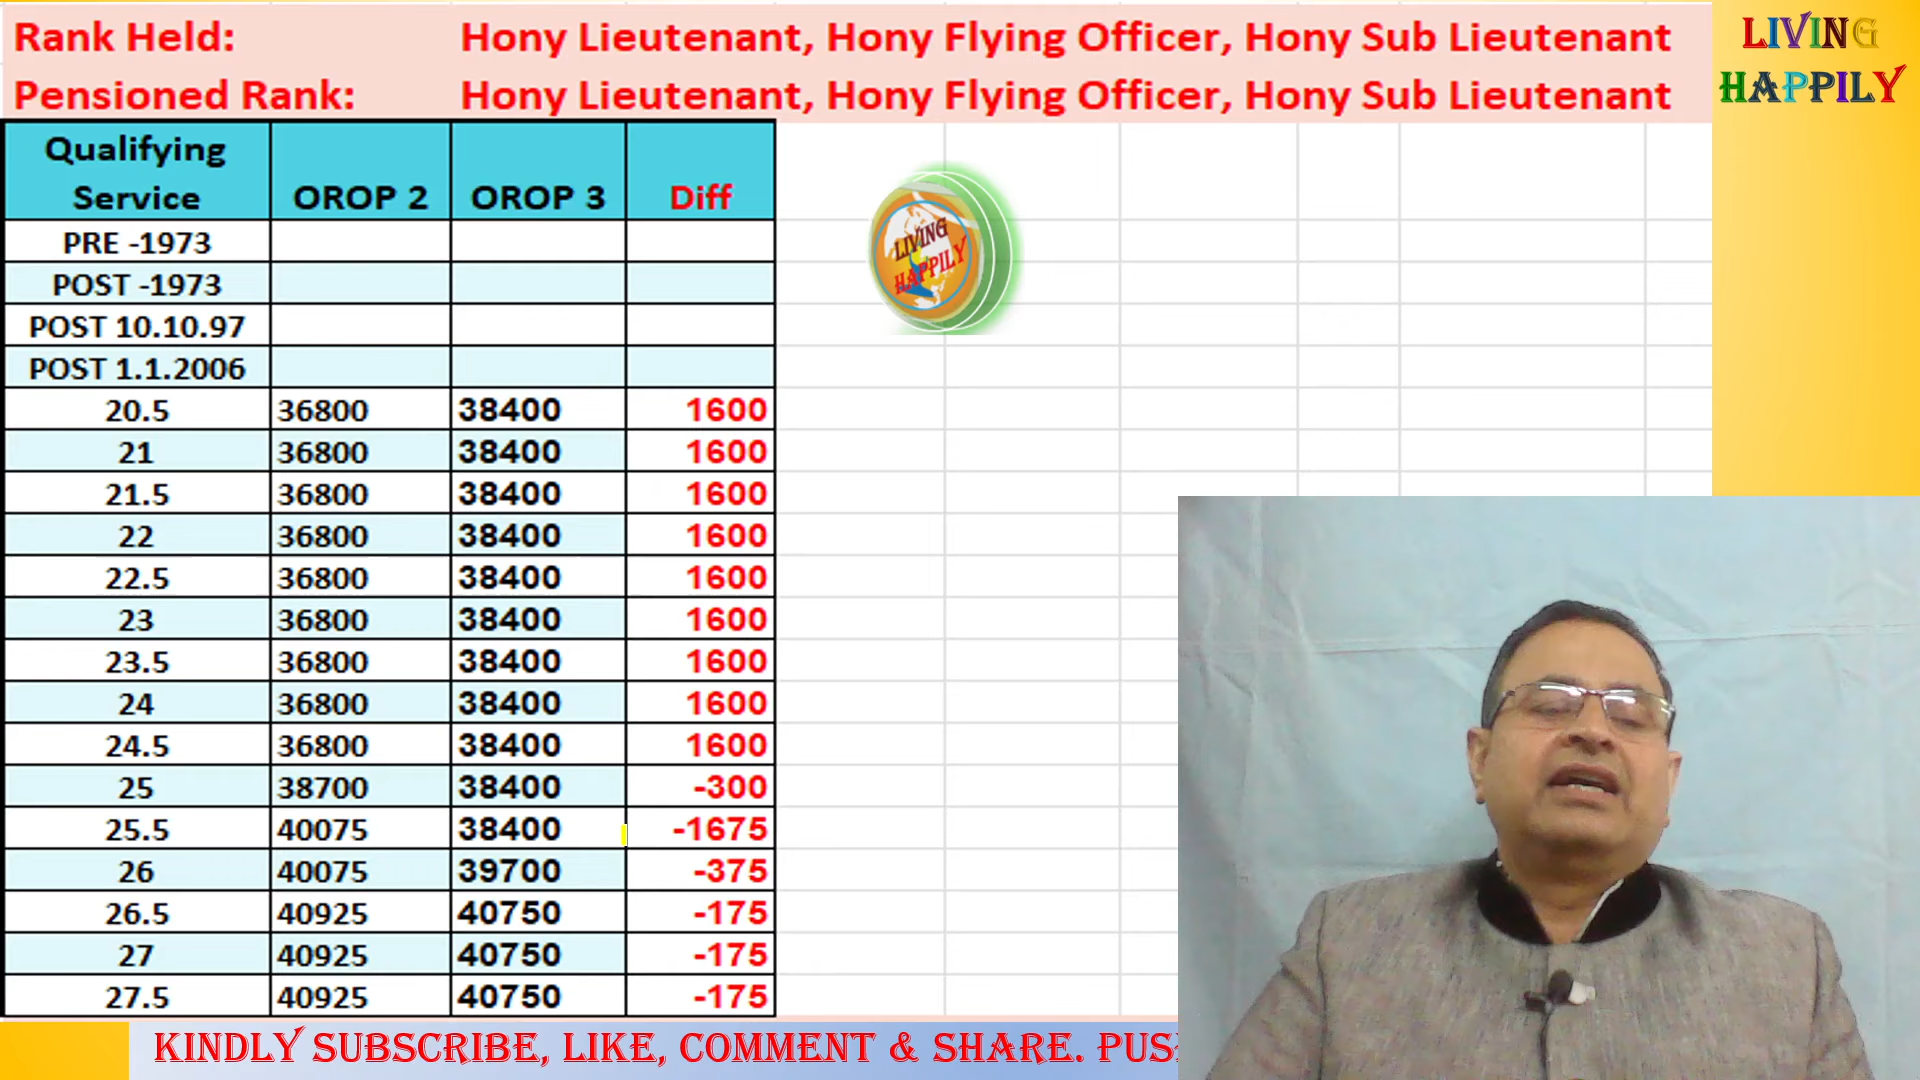 Rank Held: Hony Lieutenant, Hony Flying Officer, Hony Sub Lieutenant
Pensioned Rank: Hony Lieutenant, Hony Flying Officer, Hony Sub Lieutenant
LIVING
HAPPILY
Qualifying Service OROP 2 OROP 3 Diff
PRE -1973
POST -1973
POST 10.10.97
POST 1.1.2006
20.5 36800 38400 1600
21 36800 38400 1600
21.5 36800 38400 1600
22 36800 38400 1600
22.5 36800 38400 1600
23 36800 38400 1600
23.5 36800 38400 1600
24 36800 38400 1600
24.5 36800 38400 1600
25 38700 38400 -300
25.5 40075 38400 -1675
26 40075 39700 -375
26.5 40925 40750 -175
27 40925 40750 -175
27.5 40925 40750 -175
LIVING
HAPPILY
KINDLY SUBSCRIBE, LIKE, COMMENT & SHARE. PUS